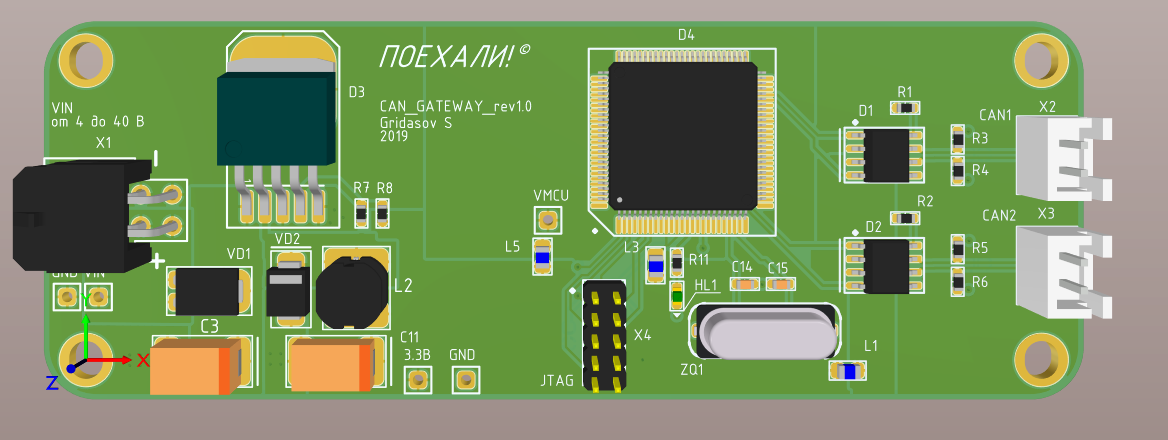 D4
ПОЕХАЛИ!©
D3
R1
CAN_GATEWAY_rev1.0
Gridasov S
2019
VIN
от 4 до 40 В
X1
D1
CAN1
X2
R3
R4
R7 R8
VMCU
R2
D2
CAN2
X3
L5
L3
R11
R5
R6
VD1
VD2
GND VIN
L2
C14 C15
HL1
C3
C11
3.3В
GND
X4
JTAG
ZQ1
L1
Y
X
Z